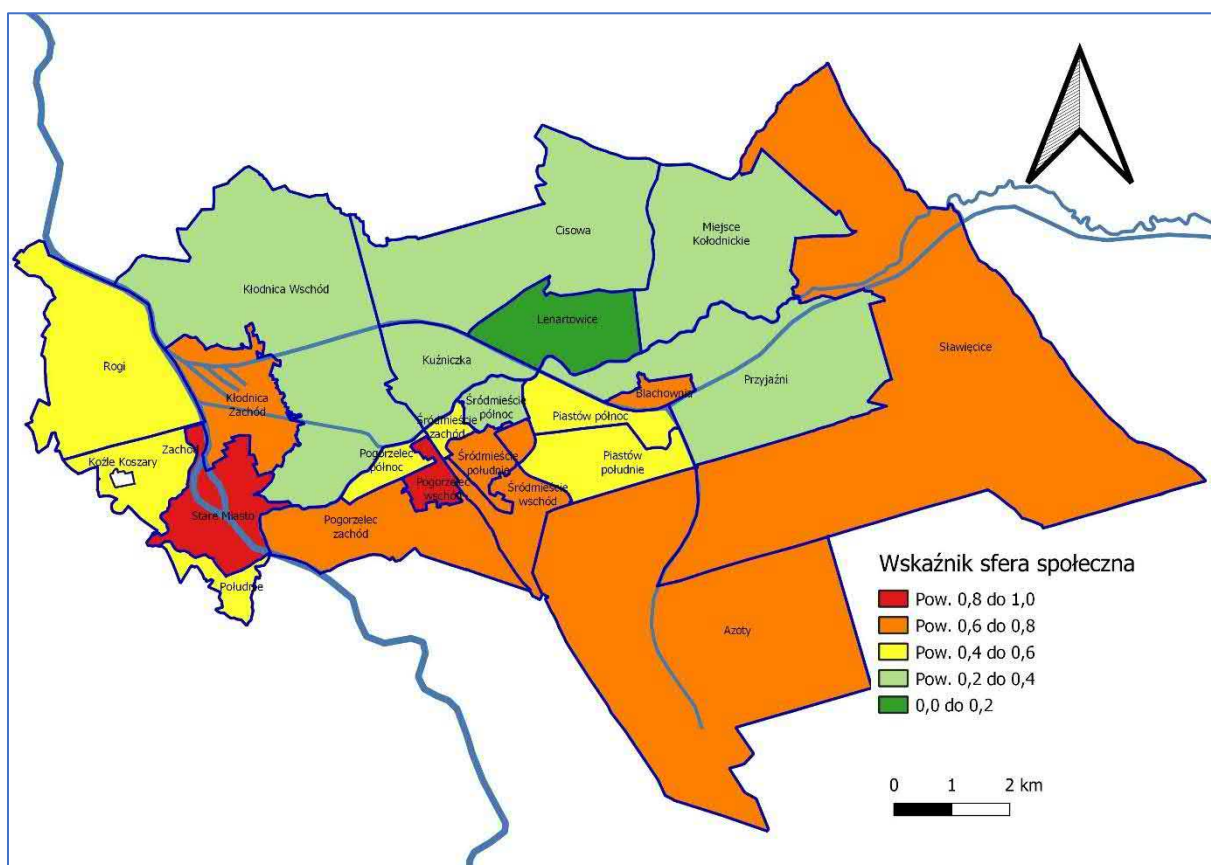 Cisowa
Miejsce
Kołodnickie
Kłodnica Wschód
Lenartowice
Sławięcice
Rogi
Kuźniczka
Przyjaźni
Kłodnica
Zachód
Blachownia
Śródmieście
północ
Piastów północ
Śródmieście
zachód
Zachód
Koźle Koszary
Pogorzelec
północ
Śródmieście
południe
Piastów
południe
Pogorzelec
wschód
Śródmieście
wschód
Stare Miasto
Pogorzelec
zachód
Południe
Azoty
Wskaźnik sfera społeczna
Pow. 0,8 do 1,0
Pow. 0,6 do 0,8
Pow. 0,4 do 0,6
Pow. 0,2 do 0,4
0,0 do 0,2
0 1 2 km